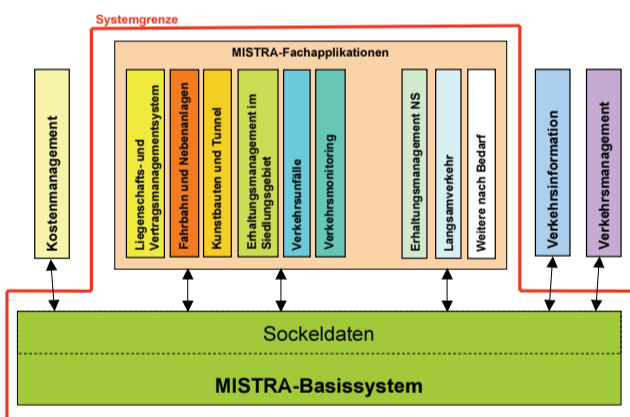 Systemgrenze
MISTRA-Fachapplikationen
Kostenmanagement
Liegenschafts- und
Vertragsmanagementsystem
Fahrbahn und Nebenanlagen
Kunstbauten und Tunnel
Erhaltungsmanagement im
Siedlungsgebiet
Verkehrsunfälle
Verkehrsmonitoring
Erhaltungsmanagement NS
Langsamverkehr
Weitere nach Bedarf
Verkehrsinformation
Verkehrsmanagement
Sockeldaten
MISTRA-Basissystem